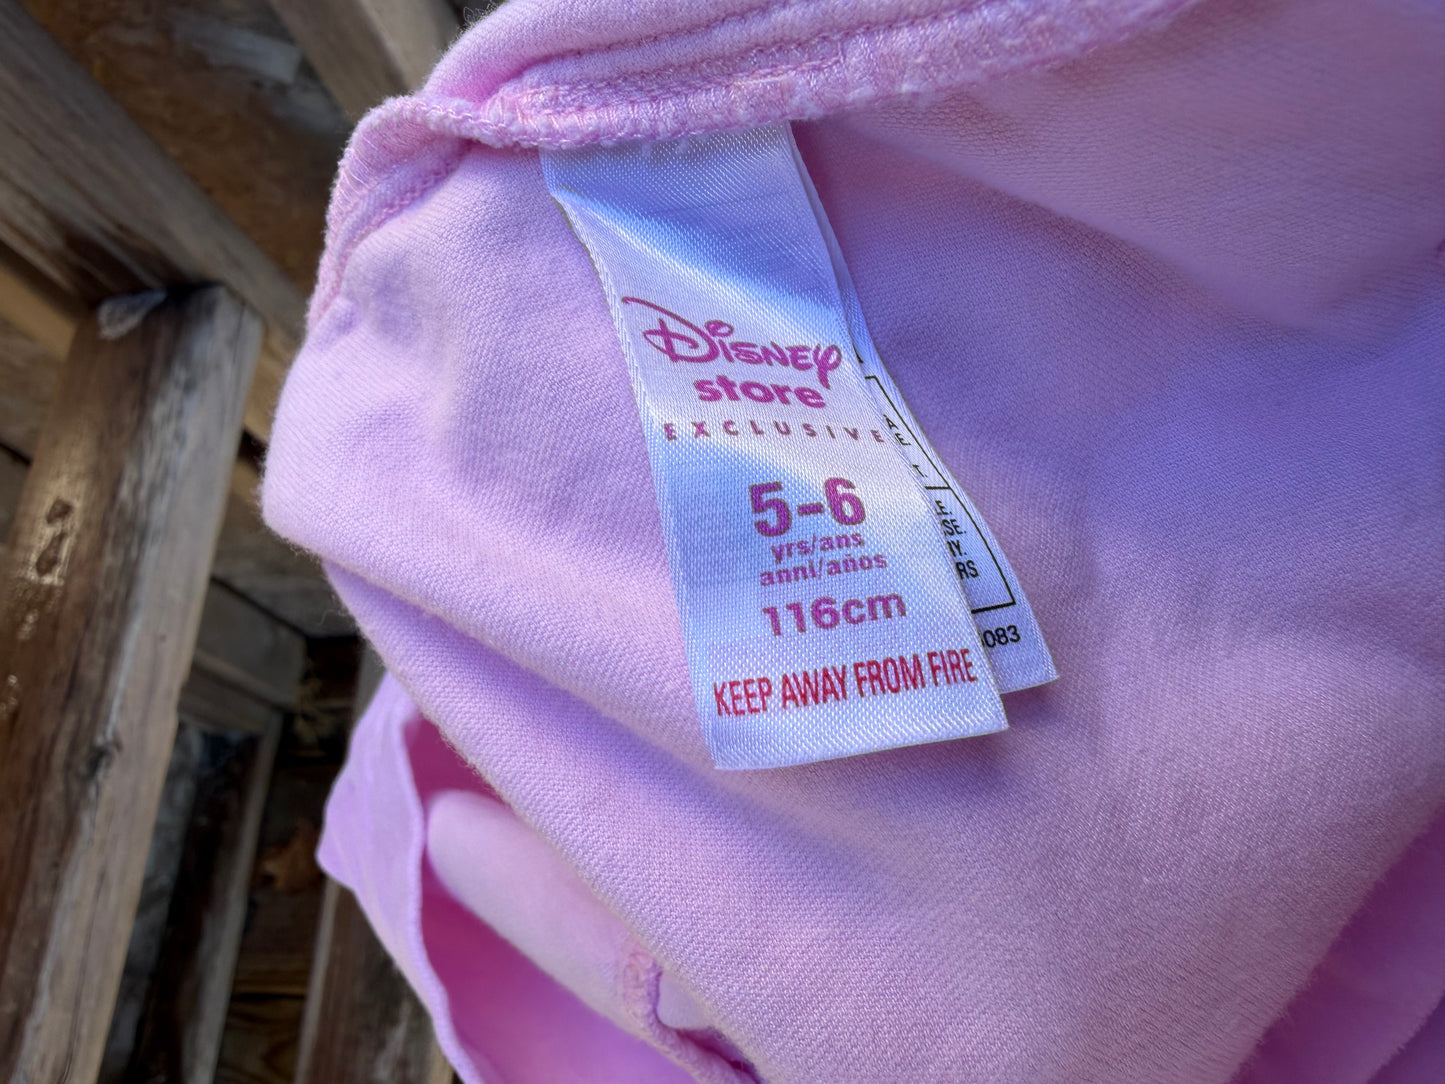 Disney
store
EXCLUSIVE
5-6
yrs/ans
anni/años
116cm
KEEP AWAY FROM FIRE
083